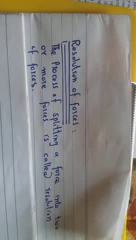 Resolution of forces:
The process of splitting a force into two
or more forces is called resolution
of forces.